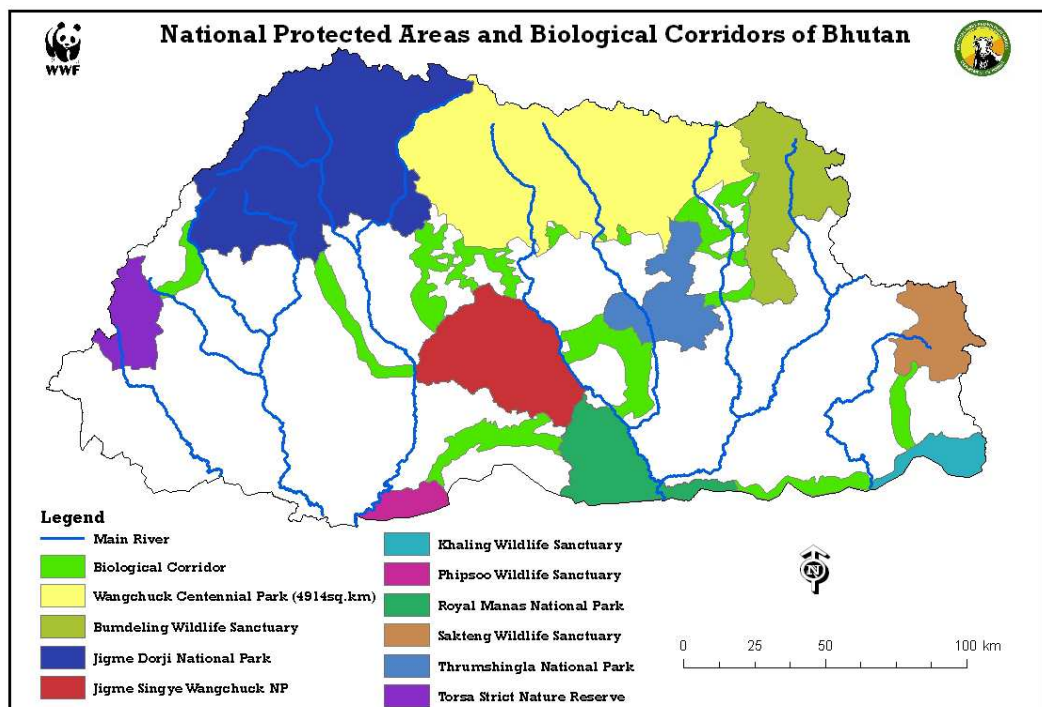 National Protected Areas and Biological Corridors of Bhutan
WWF
Legend
Main River
Biological Corridor
Wangchuck Centennial Park (4914sq.km)
Bumdeling Wildlife Sanctuary
Jigme Dorji National Park
Jigme Singye Wangchuck NP
Khaling Wildlife Sanctuary
Phipsoo Wildlife Sanctuary
Royal Manas National Park
Sakteng Wildlife Sanctuary
Thrumshingla National Park
Torsa Strict Nature Reserve
N
0 25 50 100 km